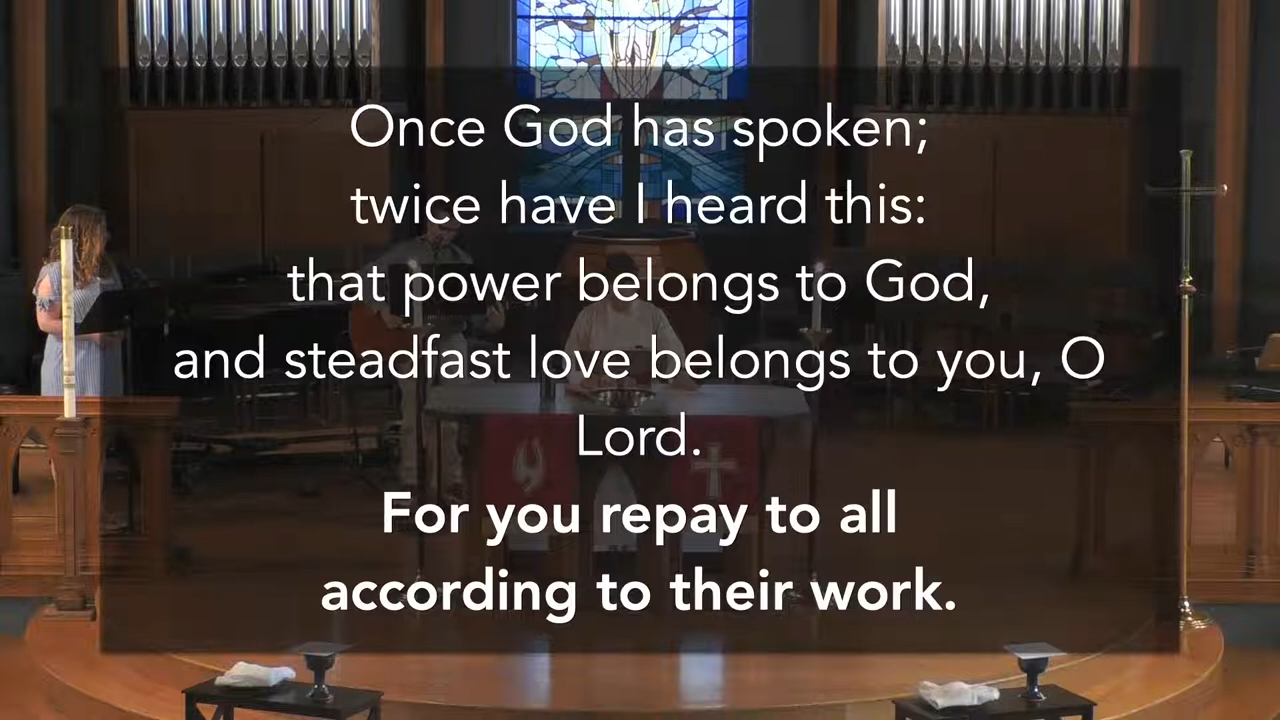 Once God has spoken;
twice have I heard this:
that power belongs to God,
and steadfast love belongs to you, O
Lord.
For you repay to all
according to their work.